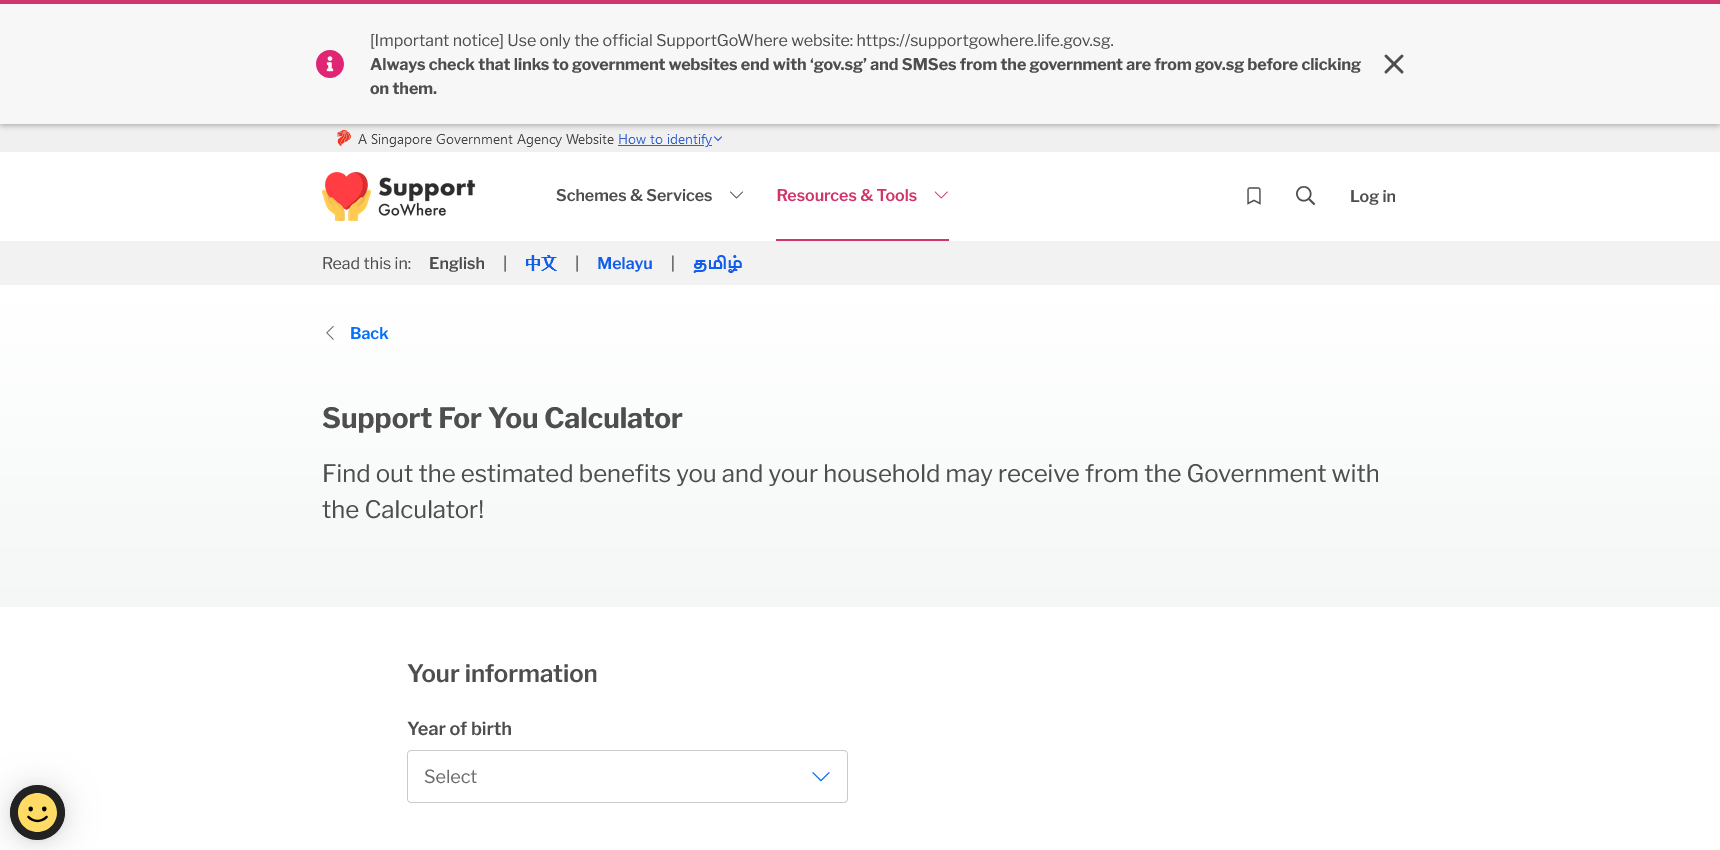 [Important notice] Use only the official SupportGoWhere website: https://supportgowhere.life.gov.sg.
Always check that links to government websites end with ‘gov.sg’ and SMSes from the government are from gov.sg before clicking
on them.
A Singapore Government Agency Website How to identify
Support
GoWhere
Schemes & Services
Resources & Tools
Log in
Read this in: English | 中文 | Melayu | தமிழ்
Back
Support For You Calculator
Find out the estimated benefits you and your household may receive from the Government with
the Calculator!
Your information
Year of birth
Select